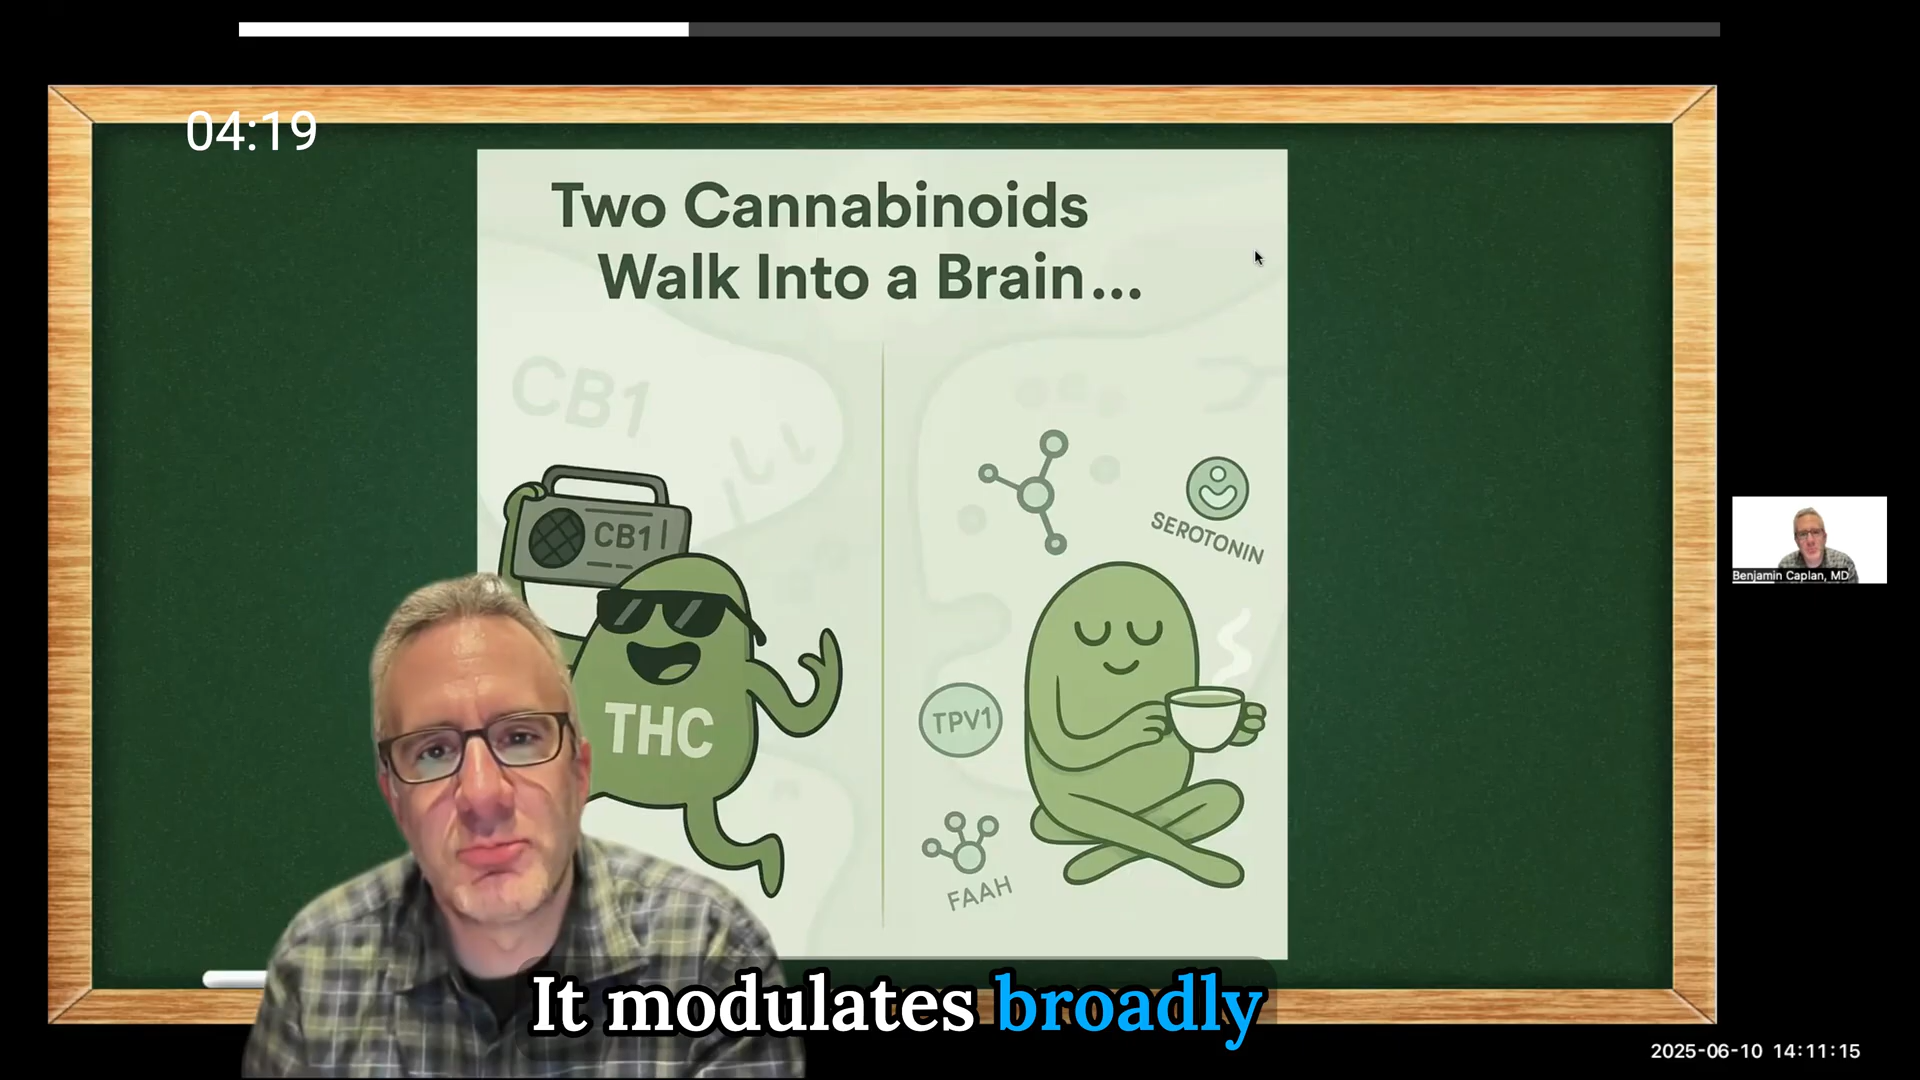 04:19
Two Cannabinoids
Walk Into a Brain...
CB1
CB1
THC
SEROTONIN
TPV1
FAAH
Benjamin Caplan, MD
It modulates broadly
2025-06-10 14:11:15